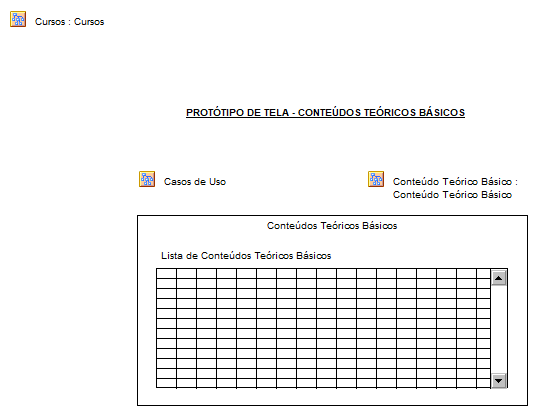 Cursos : Cursos
PROTÓTIPO DE TELA - CONTEÚDOS TEÓRICOS BÁSICOS
Casos de Uso
Conteúdo Teórico Básico :
Conteúdo Teórico Básico
Conteúdos Teóricos Básicos
Lista de Conteúdos Teóricos Básicos